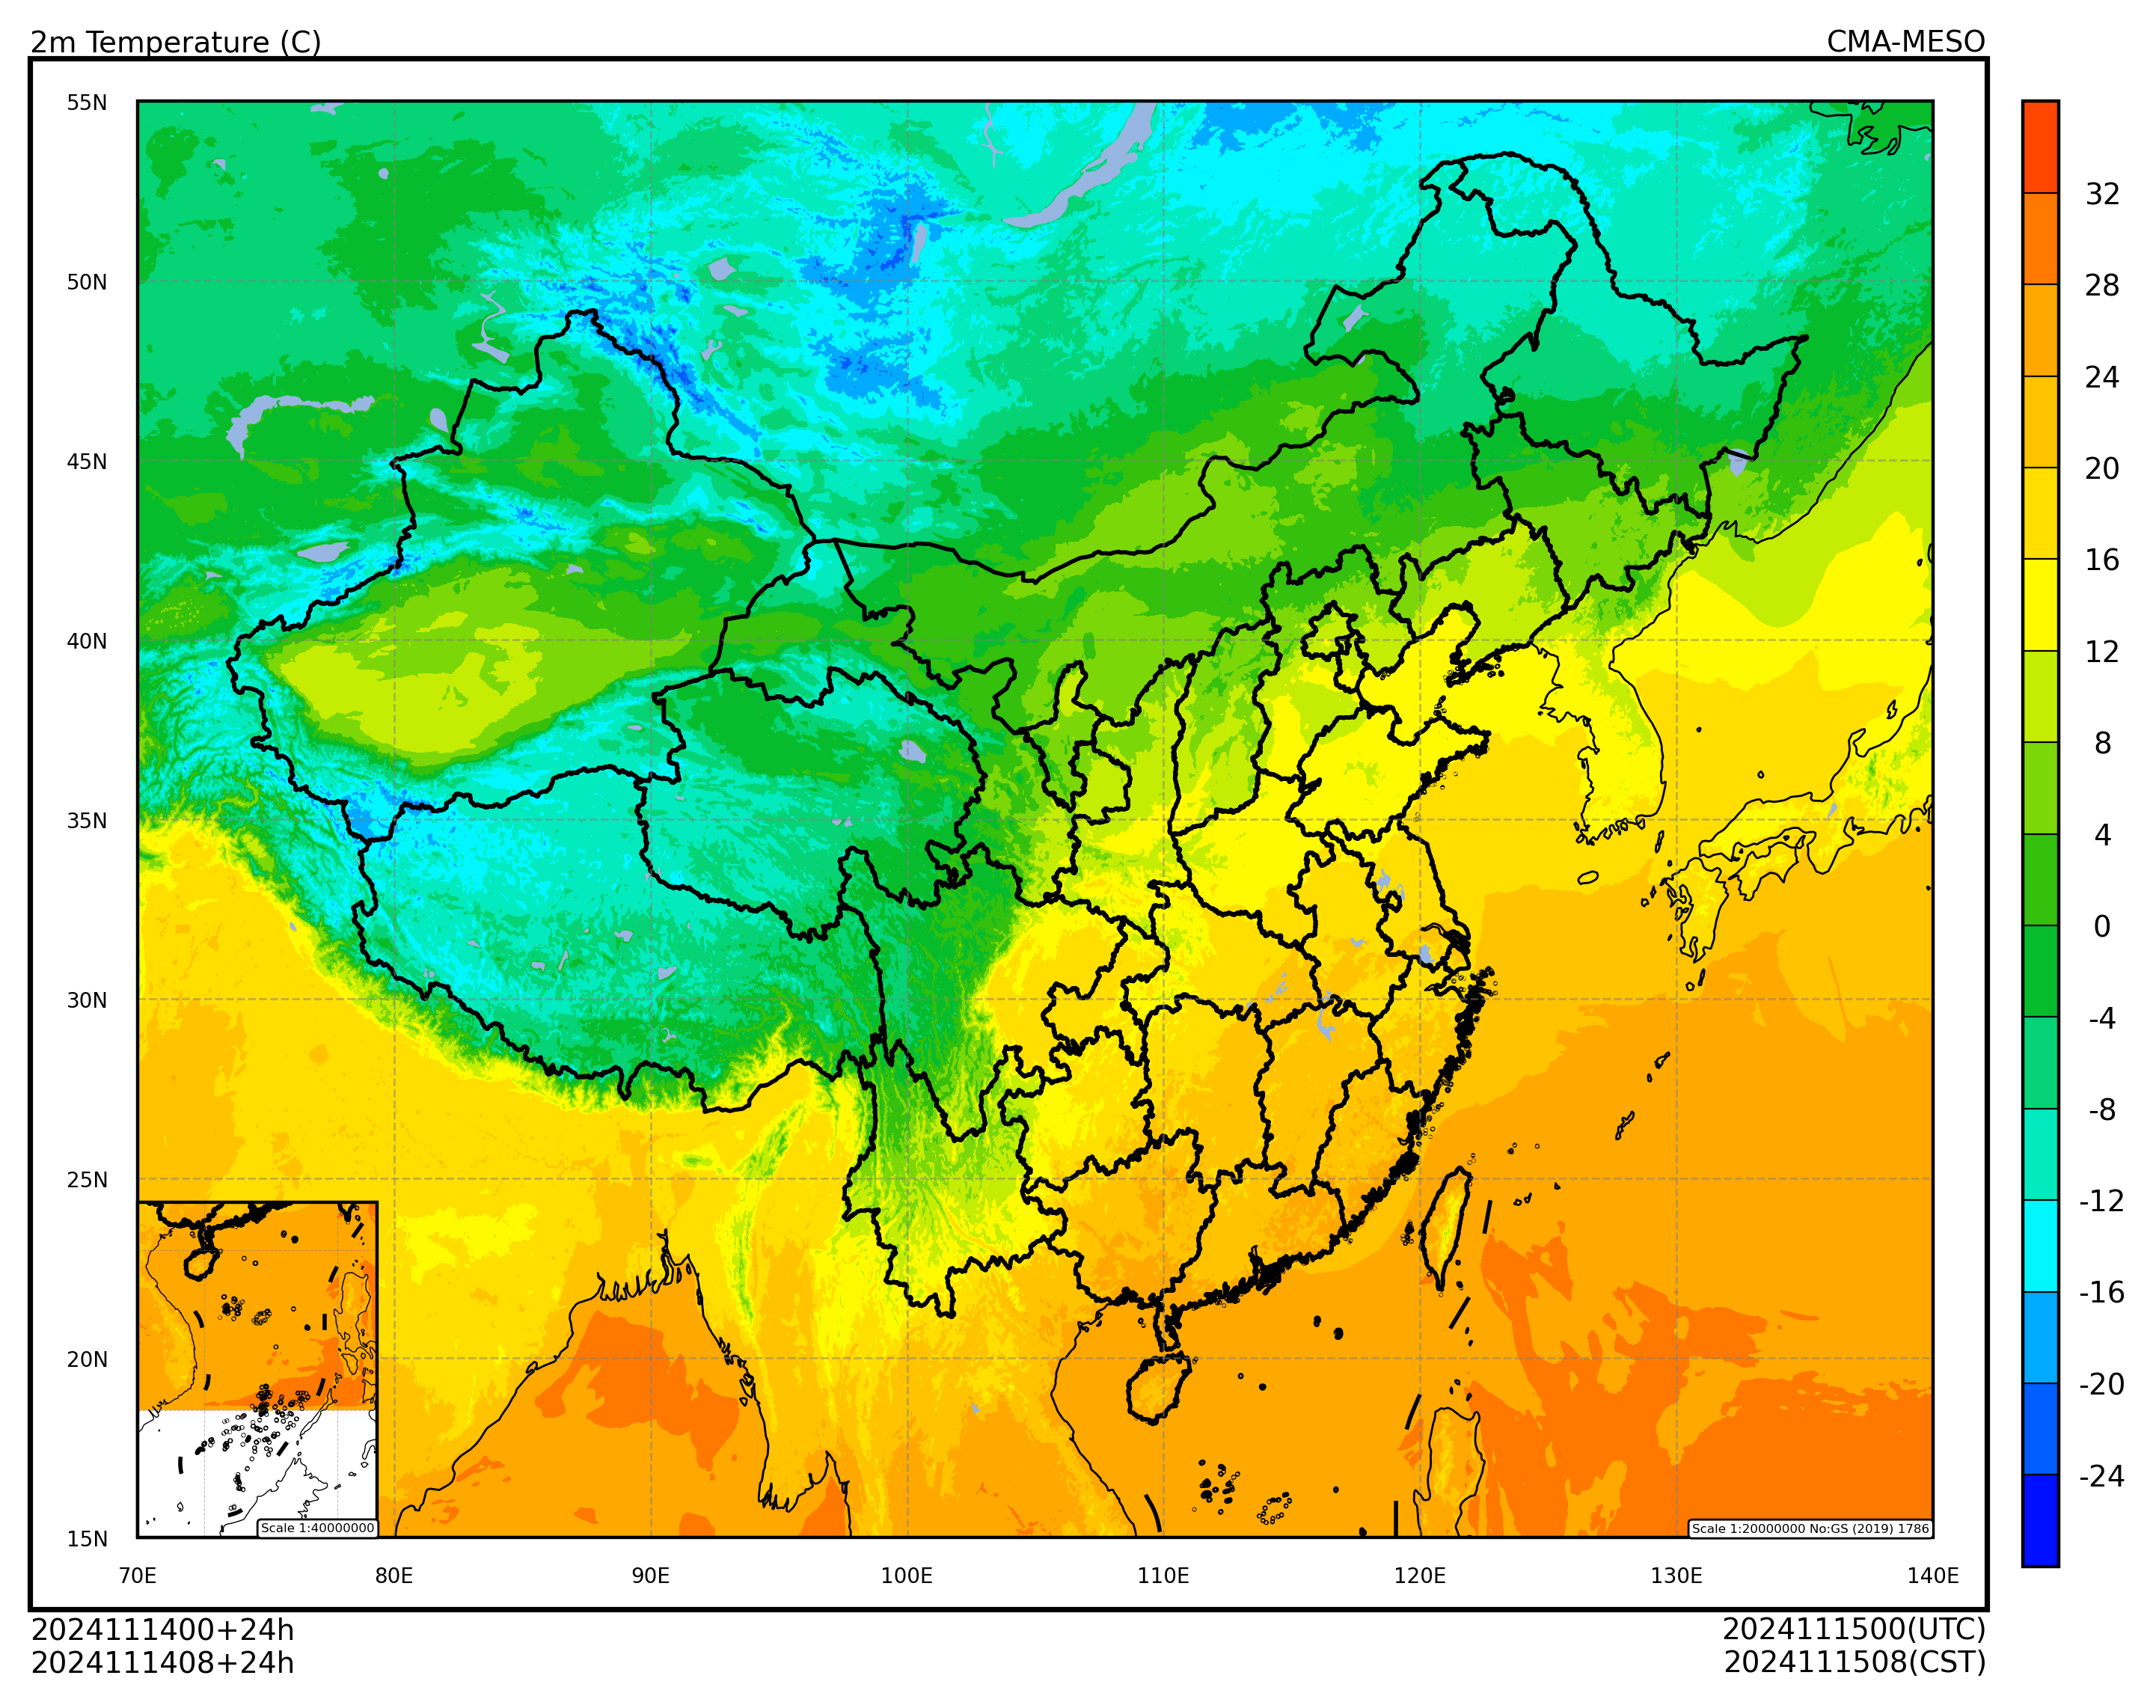 2m Temperature (C)
CMA-MESO
55N
50N
45N
40N
35N
30N
25N
20N
15N
70E
80E
90E
100E
110E
120E
130E
140E
32
28
24
20
16
12
8
4
0
-4
-8
-12
-16
-20
-24
Scale 1:40000000
Scale 1:20000000 No:GS (2019) 1786
2024111400+24h
2024111408+24h
2024111500(UTC)
2024111508(CST)